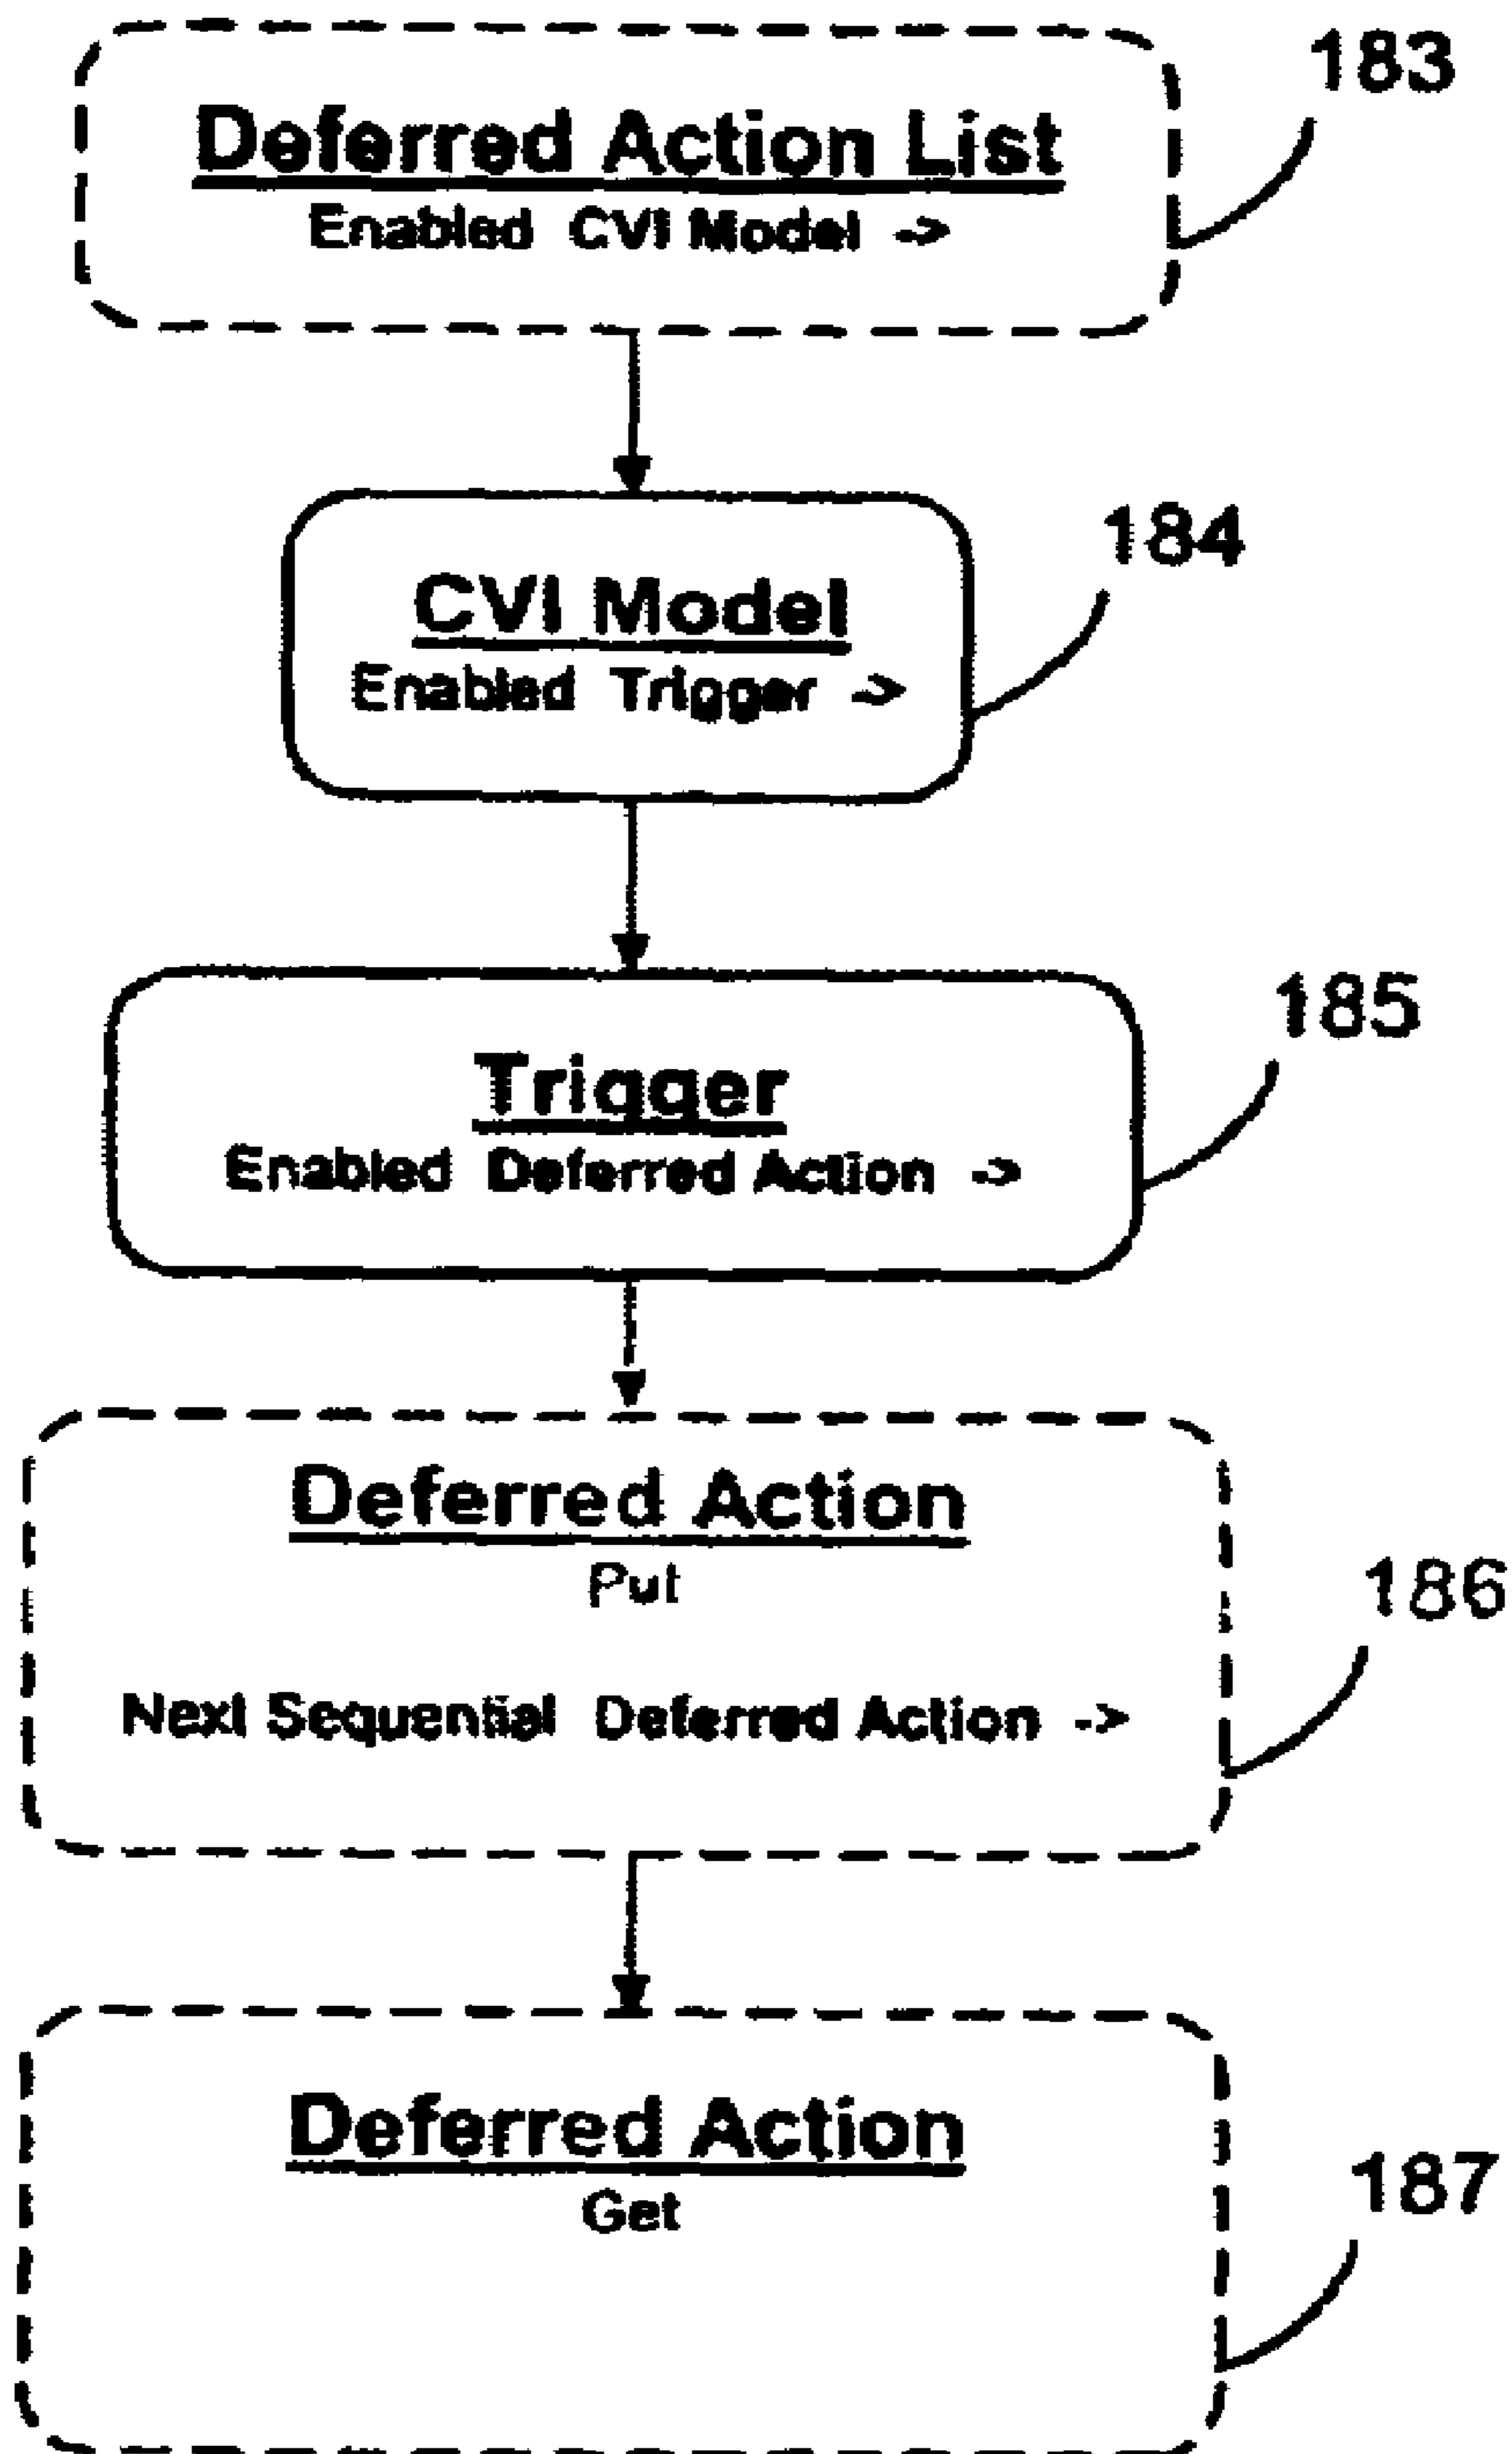 183
Deferred Action List
Enabled CVI Model ->
184
CVI Model
Enabled Trigger ->
185
Trigger
Enabled Deferred Action ->
Deferred Action
Put
186
Next Sequential Deferred Action ->
Deferred Action
187
Get